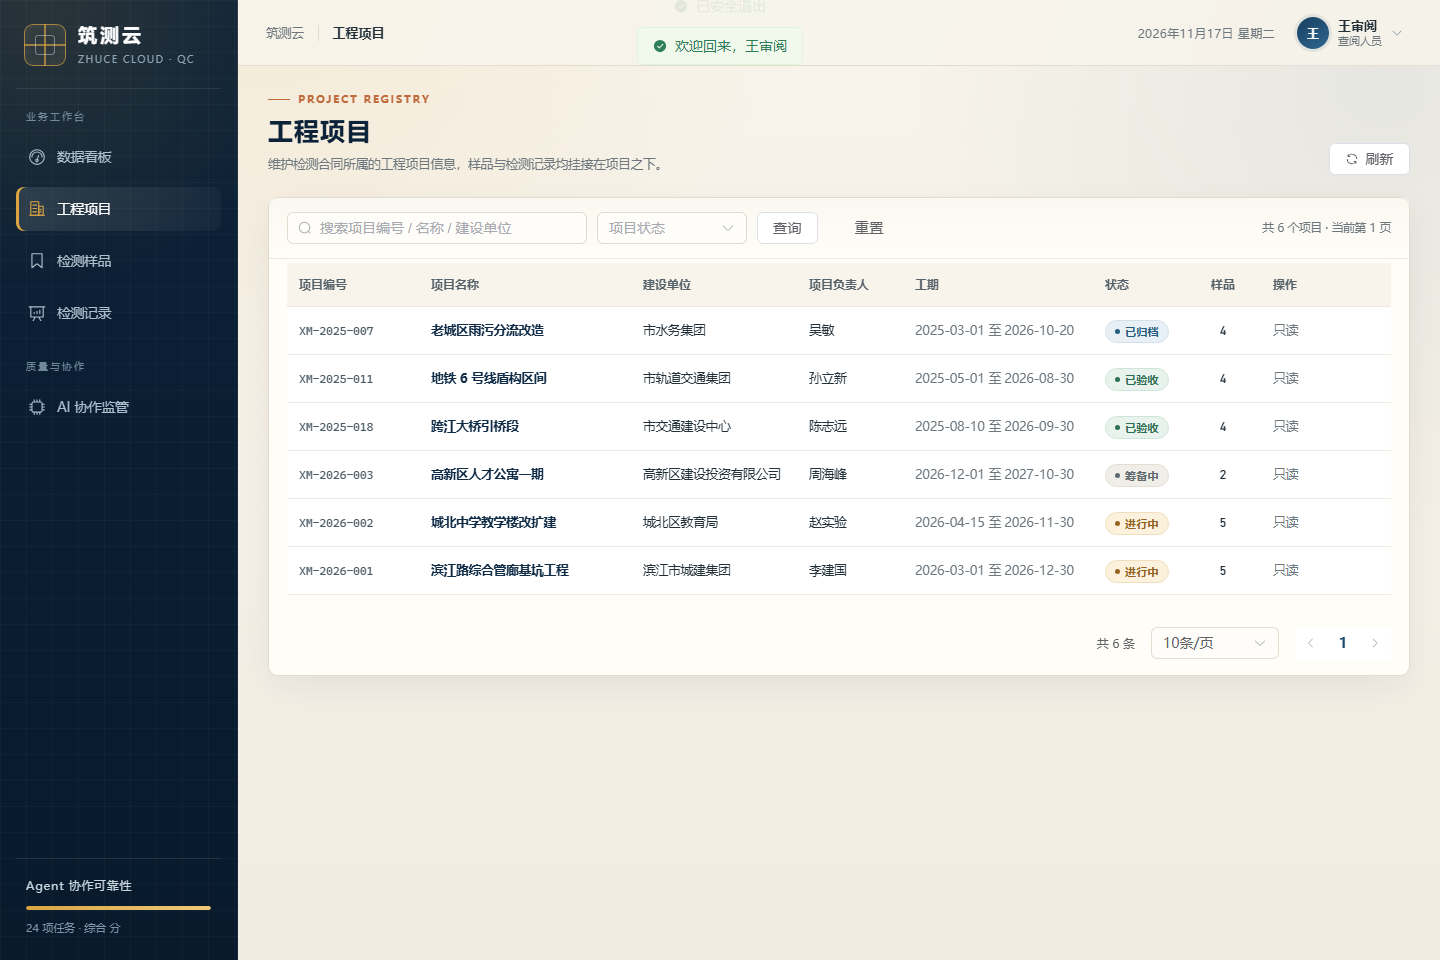 筑测云
ZHUCE CLOUD · QC
业务工作台
数据看板
工程项目
检测样品
检测记录
质量与协作
AI 协作监管
Agent 协作可靠性
24 项任务 · 综合 分
筑测云
工程项目
已安全退出
欢迎回来，王审阅
2026年11月17日 星期二
王
王审阅
查阅人员
PROJECT REGISTRY
工程项目
维护检测合同所属的工程项目信息，样品与检测记录均挂接在项目之下。
刷新
搜索项目编号 / 名称 / 建设单位
项目状态
查询
重置
共 6 个项目 · 当前第 1 页
项目编号 项目名称 建设单位 项目负责人 工期 状态 样品 操作
XM-2025-007 老城区雨污分流改造 市水务集团 吴敏 2025-03-01 至 2026-10-20 已归档 4 只读
XM-2025-011 地铁 6 号线盾构区间 市轨道交通集团 孙立新 2025-05-01 至 2026-08-30 已验收 4 只读
XM-2025-018 跨江大桥引桥段 市交通建设中心 陈志远 2025-08-10 至 2026-09-30 已验收 4 只读
XM-2026-003 高新区人才公寓一期 高新区建设投资有限公司 周海峰 2026-12-01 至 2027-10-30 筹备中 2 只读
XM-2026-002 城北中学教学楼改扩建 城北区教育局 赵实验 2026-04-15 至 2026-11-30 进行中 5 只读
XM-2026-001 滨江路综合管廊基坑工程 滨江市城建集团 李建国 2026-03-01 至 2026-12-30 进行中 5 只读
共 6 条
10条/页
1